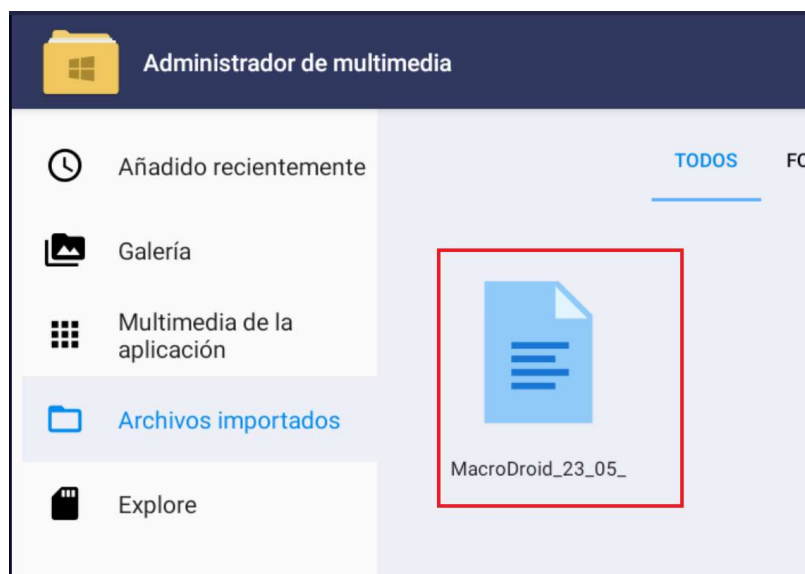 Administrador de multimedia
Añadido recientemente
Galería
Multimedia de la
aplicación
Archivos importados
Explore
TODOS
MacroDroid_23_05_